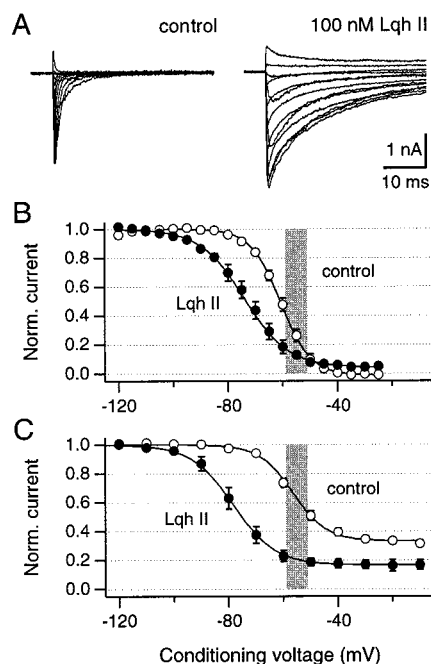 A
control
100 nM Lqh II
1 nA
10 ms
B
Norm. current
1.0
0.8
0.6
0.4
0.2
0.0
control
Lqh II
-120
-80
-40
C
Norm. current
1.0
0.8
0.6
0.4
0.2
0.0
control
Lqh II
-120
-80
-40
Conditioning voltage (mV)